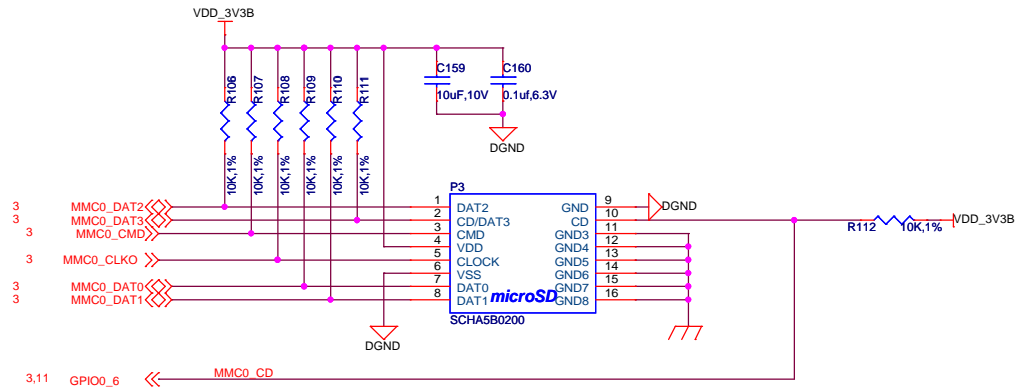 VDD_3V3B
R106
R107
R108
R109
R110
R111
10K,1%
10K,1%
10K,1%
10K,1%
10K,1%
10K,1%
C159
10uF,10V
C160
0.1uf,6.3V
DGND
P3
3 MMC0_DAT2 1 DAT2 GND 9 DGND
3 MMC0_DAT3 2 CD/DAT3 CD 10
3 MMC0_CMD 3 CMD GND3 11
4 VDD GND4 12
3 MMC0_CLKO 5 CLOCK GND5 13
6 VSS GND6 14
3 MMC0_DAT0 7 DAT0 GND7 15
3 MMC0_DAT1 8 DAT1 GND8 16
microSD
SCHA5B0200
R112 10K,1% VDD_3V3B
DGND
3,11 GPIO0_6 MMC0_CD